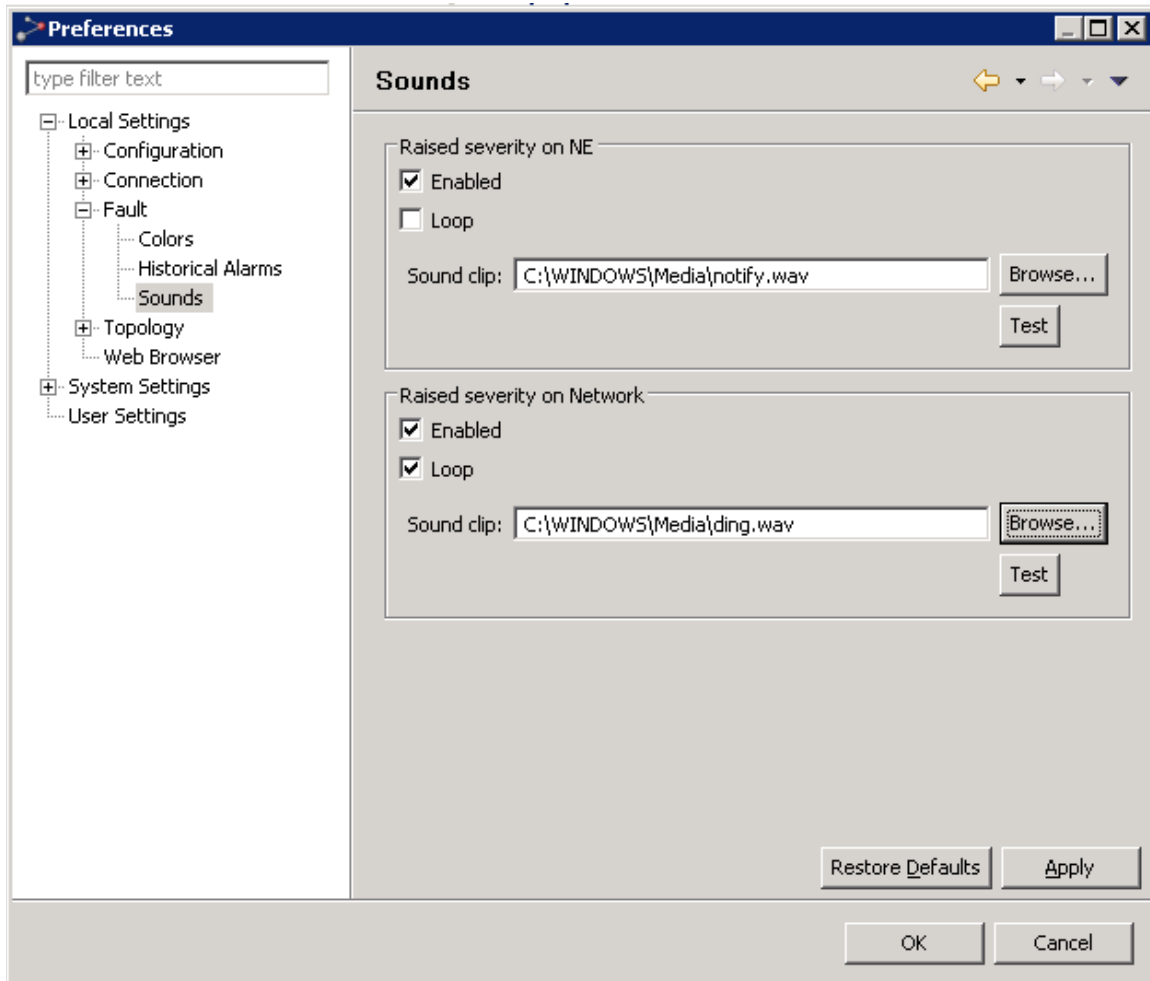 Preferences
type filter text
Local Settings
Configuration
Connection
Fault
Colors
Historical Alarms
Sounds
Topology
Web Browser
System Settings
User Settings
Sounds
Raised severity on NE
Enabled
Loop
Sound clip: C:\WINDOWS\Media\notify.wav Browse...
Test
Raised severity on Network
Enabled
Loop
Sound clip: C:\WINDOWS\Media\ding.wav Browse...
Test
Restore Defaults Apply
OK Cancel